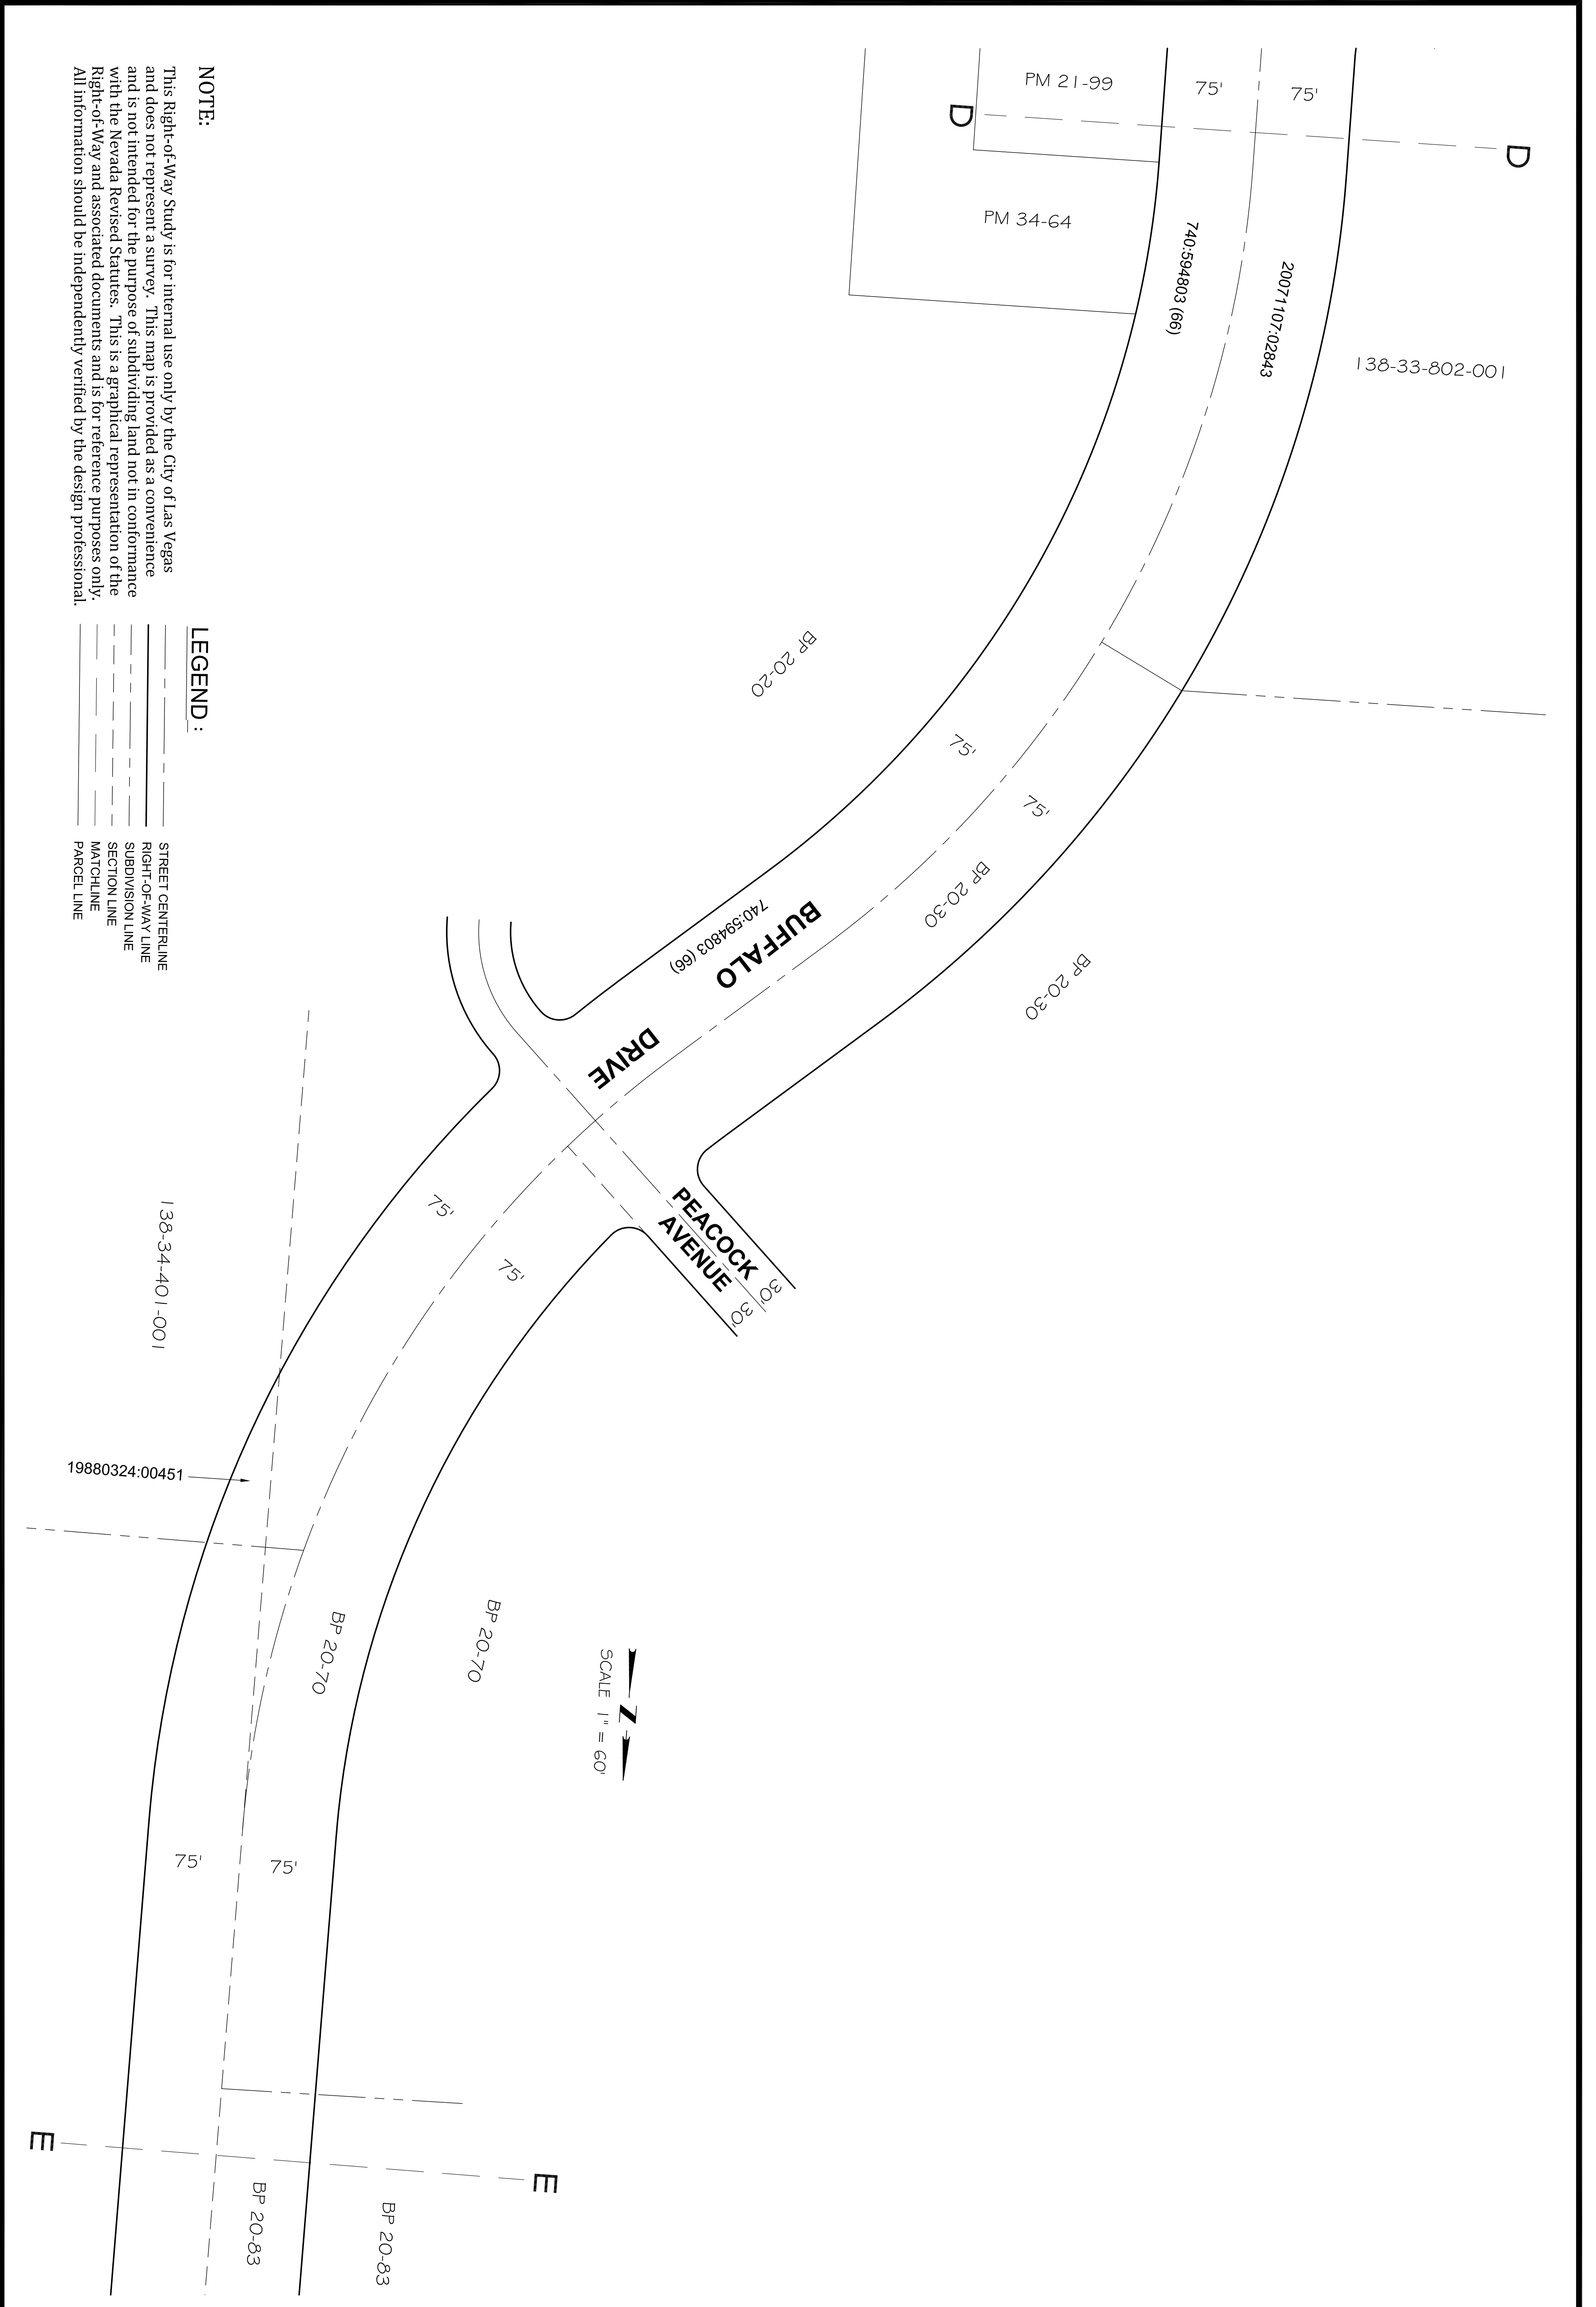 PM 21-99
75'
75'
D
D
PM 34-64
740:594803 (66)
20071107:02843
138-33-802-001
BP 20-20
75'
75'
BP 20-30
BP 20-30
740:594803 (66)
BUFFALO
DRIVE
PEACOCK
AVENUE
30'
30'
75'
75'
138-34-401-001
19880324:00451
BP 20-70
BP 20-70
N
SCALE 1" = 60'
75'
75'
E
E
BP 20-83
BP 20-83
NOTE:
This Right-of-Way Study is for internal use only by the City of Las Vegas
and does not represent a survey. This map is provided as a convenience
and is not intended for the purpose of subdividing land not in conformance
with the Nevada Revised Statutes. This is a graphical representation of the
Right-of-Way and associated documents and is for reference purposes only.
All information should be independently verified by the design professional.
LEGEND :
STREET CENTERLINE
RIGHT-OF-WAY LINE
SUBDIVISION LINE
SECTION LINE
MATCHLINE
PARCEL LINE